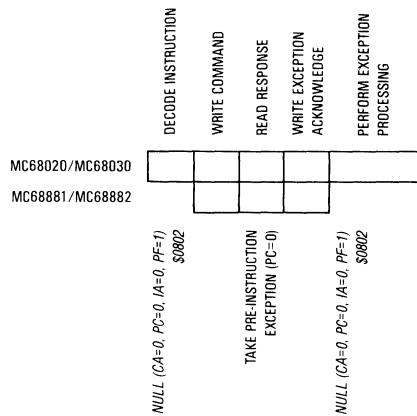 DECODE INSTRUCTION
WRITE COMMAND
READ RESPONSE
WRITE EXCEPTION
ACKNOWLEDGE
PERFORM EXCEPTION
PROCESSING
MC68020/MC68030
MC68881/MC68882
NULL (CA=0, PC=0, IA=0, PF=1)
$0802
TAKE PRE-INSTRUCTION
EXCEPTION (PC=0)
NULL (CA=0, PC=0, IA=0, PF=1)
$0802